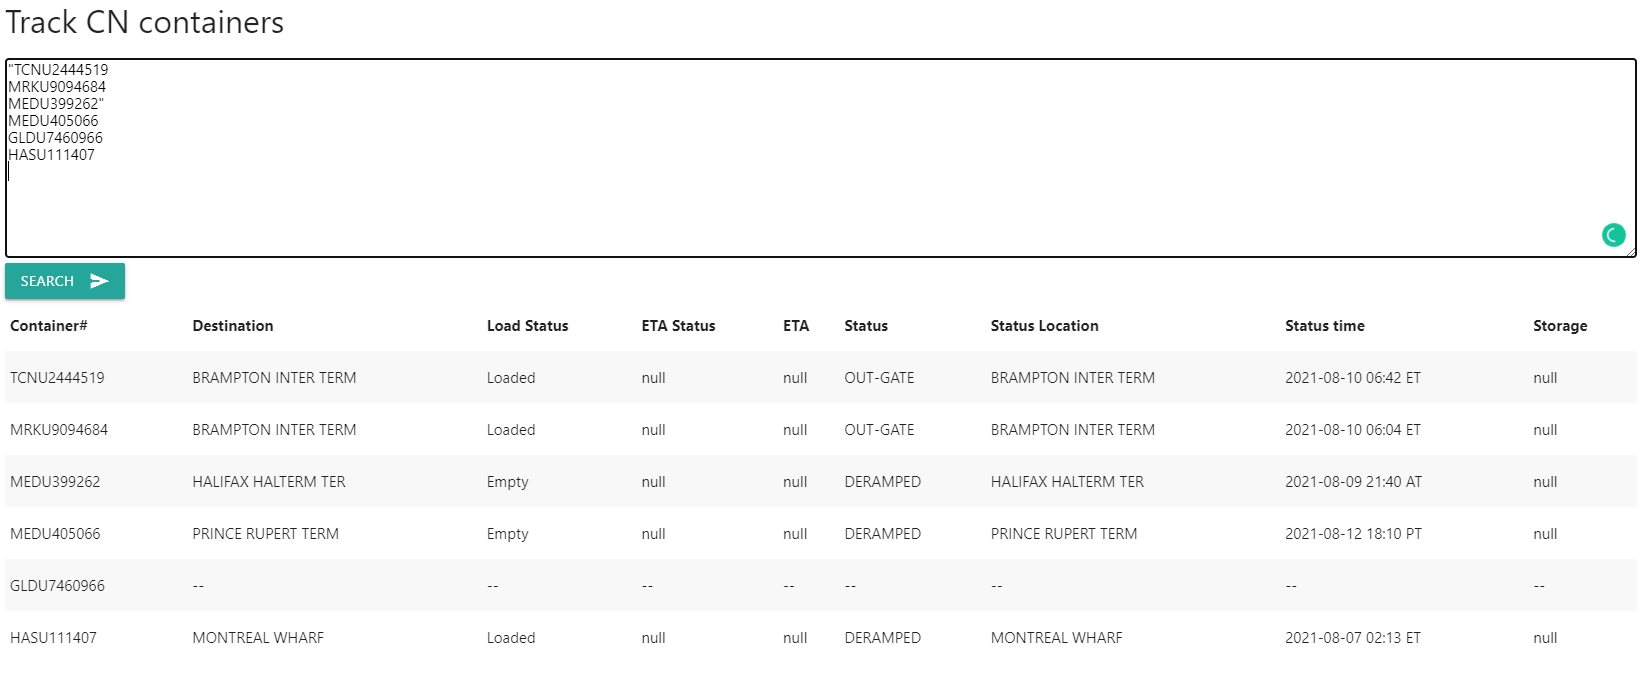 Track CN containers
"TCNU2444519
MRKU9094684
MEDU399262"
MEDU405066
GLDU7460966
HASU111407
SEARCH
Container# Destination Load Status ETA Status ETA Status Status Location Status time Storage
TCNU2444519 BRAMPTON INTER TERM Loaded null null OUT-GATE BRAMPTON INTER TERM 2021-08-10 06:42 ET null
MRKU9094684 BRAMPTON INTER TERM Loaded null null OUT-GATE BRAMPTON INTER TERM 2021-08-10 06:04 ET null
MEDU399262 HALIFAX HALTERM TER Empty null null DERAMPED HALIFAX HALTERM TER 2021-08-09 21:40 AT null
MEDU405066 PRINCE RUPERT TERM Empty null null DERAMPED PRINCE RUPERT TERM 2021-08-12 18:10 PT null
GLDU7460966 -- -- -- -- -- -- -- --
HASU111407 MONTREAL WHARF Loaded null null DERAMPED MONTREAL WHARF 2021-08-07 02:13 ET null